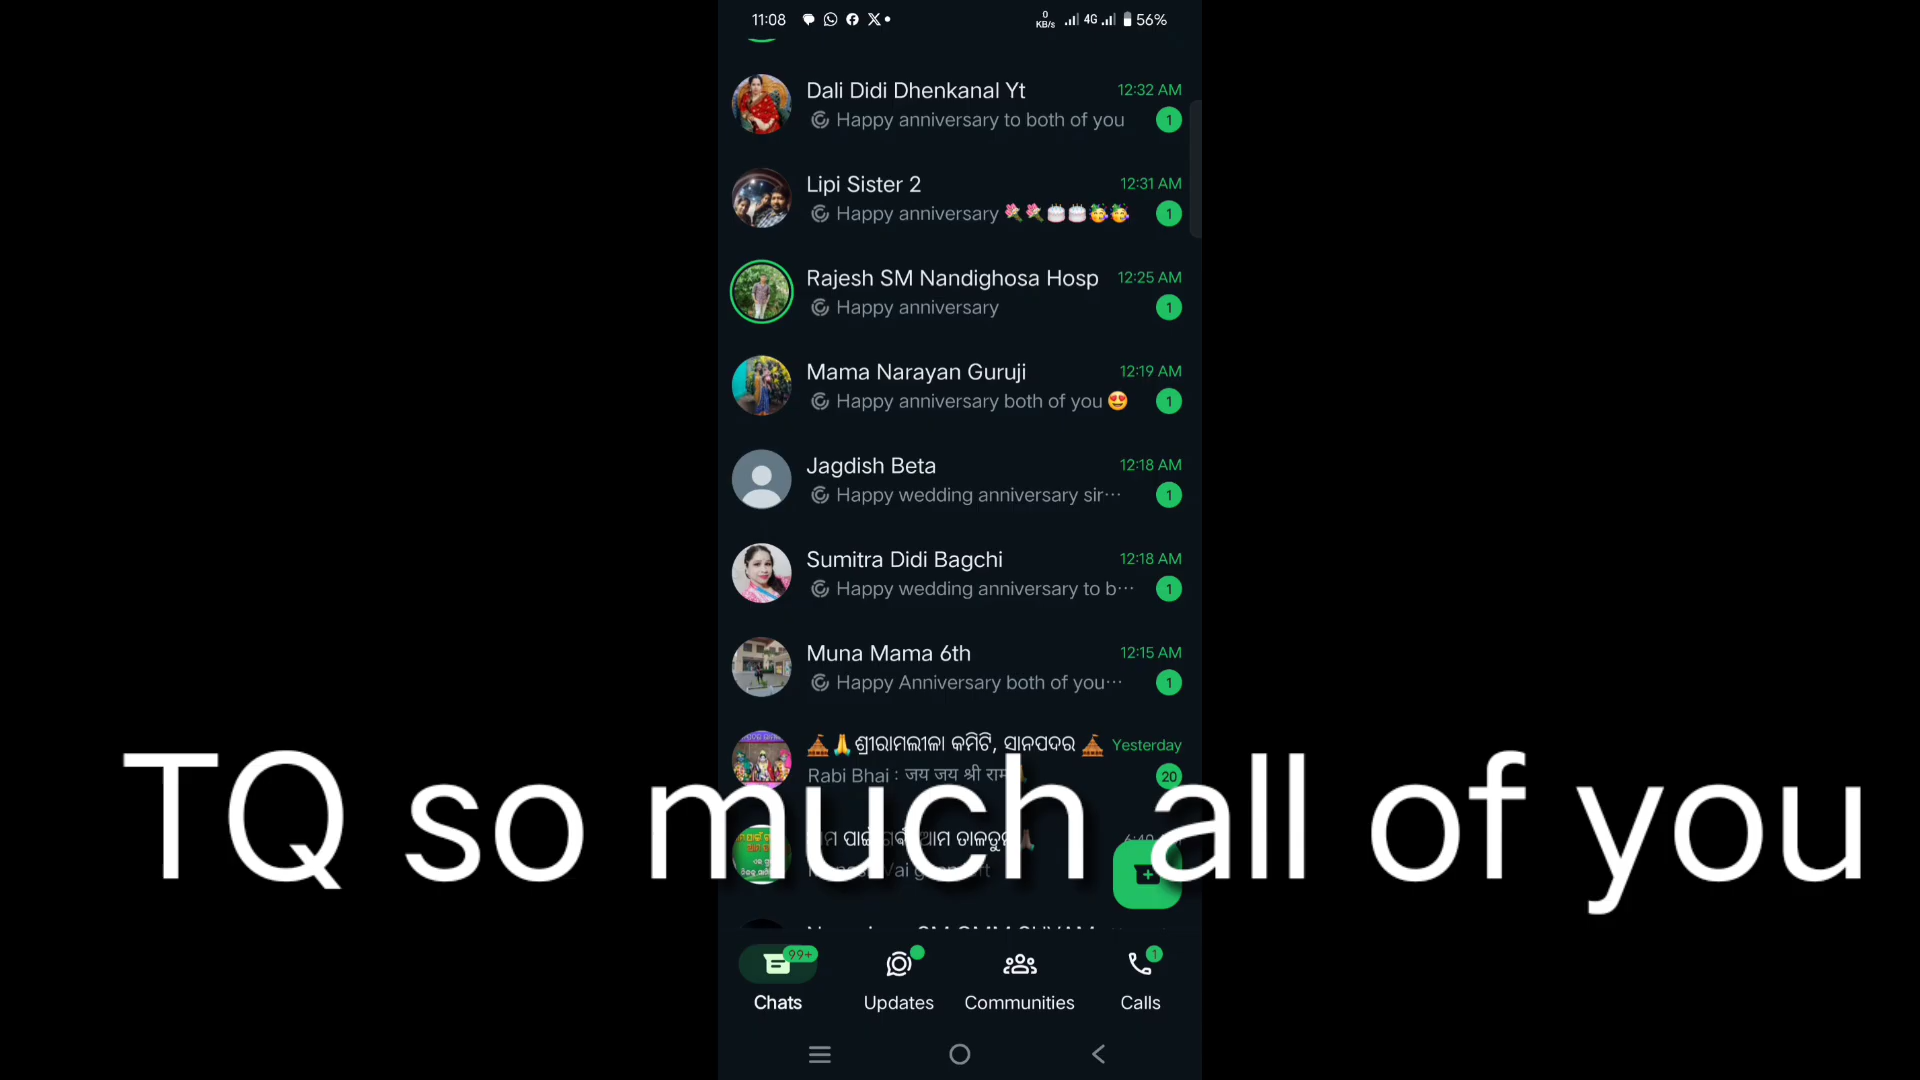 11:08 0 KB/s 4G 56%
Dali Didi Dhenkanal Yt 12:32 AM
Happy anniversary to both of you 1
Lipi Sister 2 12:31 AM
Happy anniversary 💐💐🎂🎂🥳🥳 1
Rajesh SM Nandighosa Hosp 12:25 AM
Happy anniversary 1
Mama Narayan Guruji 12:19 AM
Happy anniversary both of you 😍 1
Jagdish Beta 12:18 AM
Happy wedding anniversary sir... 1
Sumitra Didi Bagchi 12:18 AM
Happy wedding anniversary to b... 1
Muna Mama 6th 12:15 AM
Happy Anniversary both of you... 1
🛕🙏ଶ୍ରୀରାମଲୀଳା କମିଟି, ସାନପଦର 🛕 Yesterday
Rabi Bhai : जय जय श्री राम 20
TQ so much all of you
99+ 1
Chats Updates Communities Calls